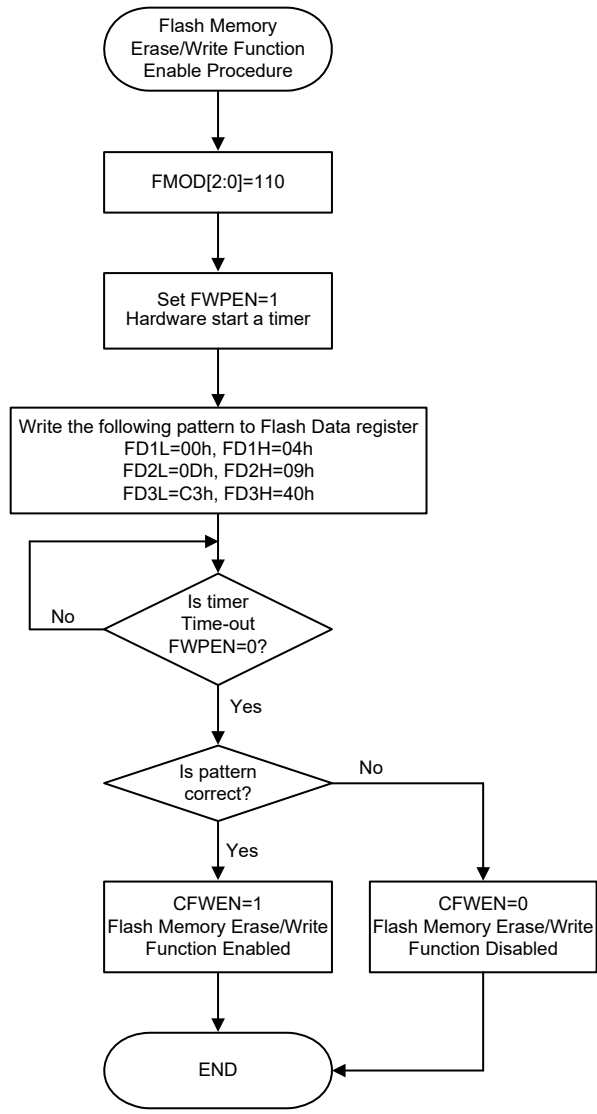 Flash Memory
Erase/Write Function
Enable Procedure
FMOD[2:0]=110
Set FWPEN=1
Hardware start a timer
Write the following pattern to Flash Data register
FD1L=00h, FD1H=04h
FD2L=0Dh, FD2H=09h
FD3L=C3h, FD3H=40h
Is timer
Time-out
FWPEN=0?
No
Yes
Is pattern
correct?
No
Yes
CFWEN=1
Flash Memory Erase/Write
Function Enabled
CFWEN=0
Flash Memory Erase/Write
Function Disabled
END